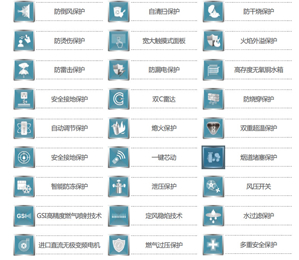 防倒风保护 自清扫保护 防干烧保护
防烫伤保护 宽大触摸式面板 火焰外溢保护
防雷击保护 防漏电保护 高存度无氧铜水箱
安全接地保护 双C雷达 防烧穿保护
自动调节保护 熄火保护 双重超温保护
安全接地保护 一键芯动 烟道堵塞保护
智能防冻保护 泄压保护 风压开关
GSI高精度燃气喷射技术 定风稳焰技术 水过滤保护
进口直流无极变频电机 燃气过压保护 多重安全保护